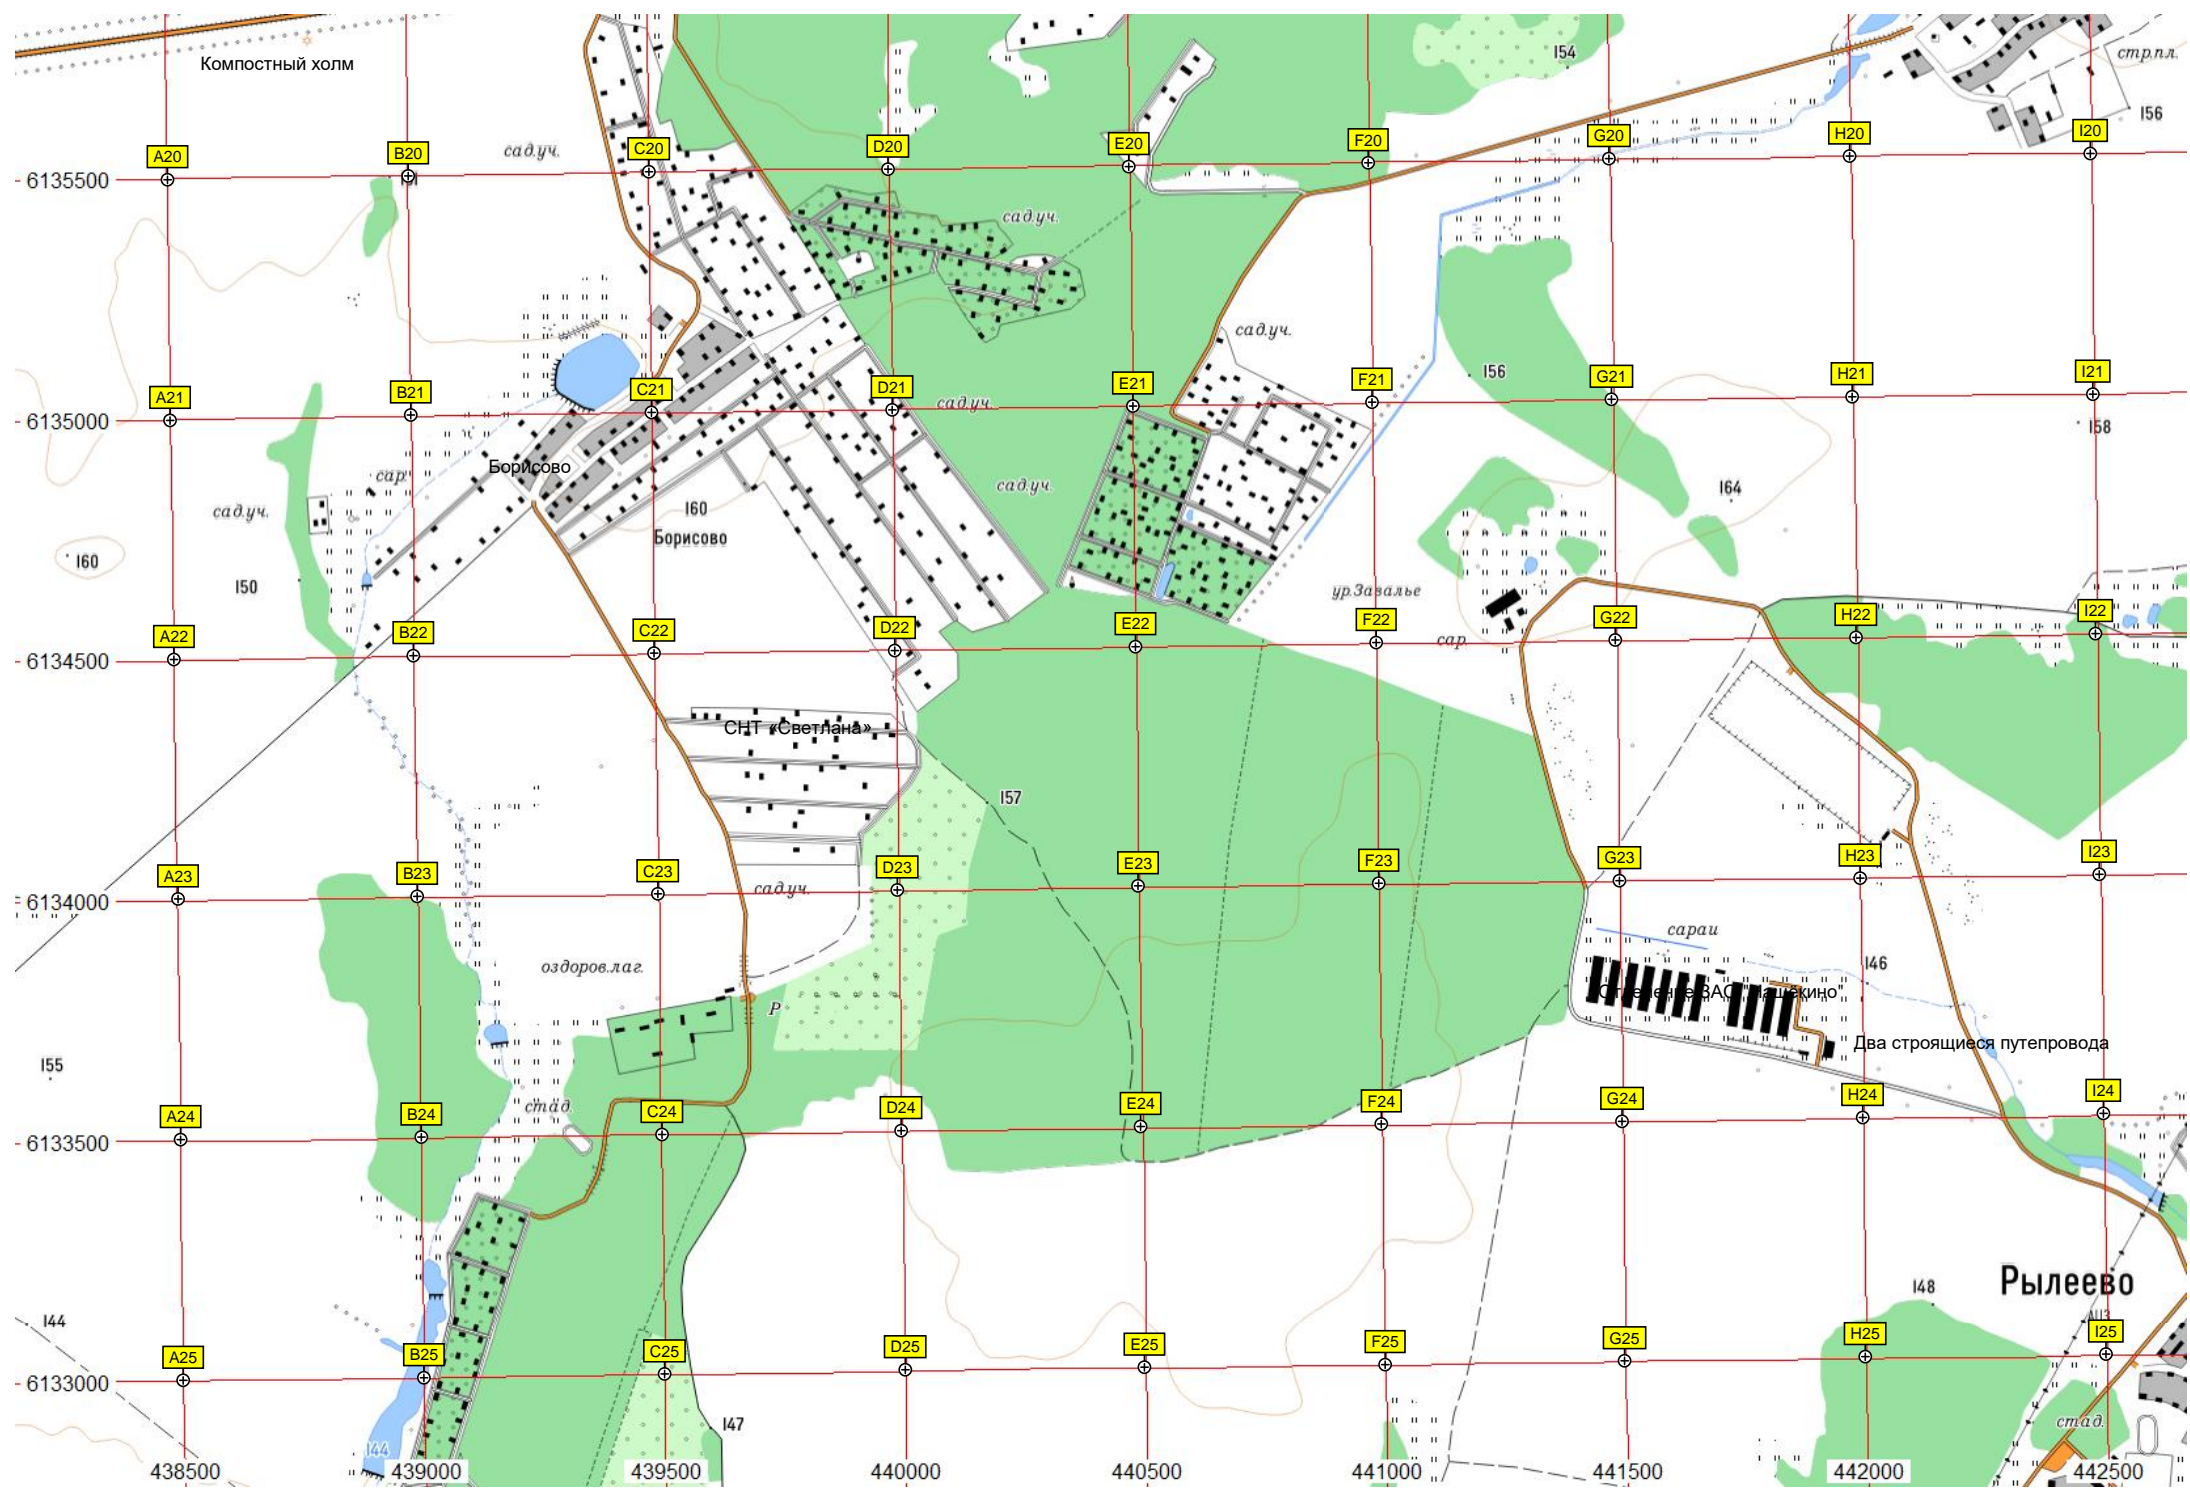 Компостный холм
154
стр.пл.
156
A20
B20
сад.уч.
C20
D20
E20
F20
G20
H20
I20
6135500
сад.уч.
сад.уч.
A21
B21
C21
D21
E21
F21
156
G21
H21
I21
6135000
сад.уч.
158
сар.
Борисово
сад.уч.
сад.уч.
160
Борисово
164
160
150
ур.Завалье
A22
B22
C22
D22
E22
F22
сар.
G22
H22
I22
6134500
СНТ «Светлана»
157
A23
B23
C23
D23
E23
F23
G23
H23
I23
6134000
сад.уч.
сараи
оздоров.лаг.
146
Отделение ЗАО "Яшекино"
Р
Два строящиеся путепровода
155
стад.
A24
B24
C24
D24
E24
F24
G24
H24
I24
6133500
Рылеево
148
144
A25
B25
C25
D25
E25
F25
G25
H25
I25
6133000
147
стад.
144
438500
439000
439500
440000
440500
441000
441500
442000
442500